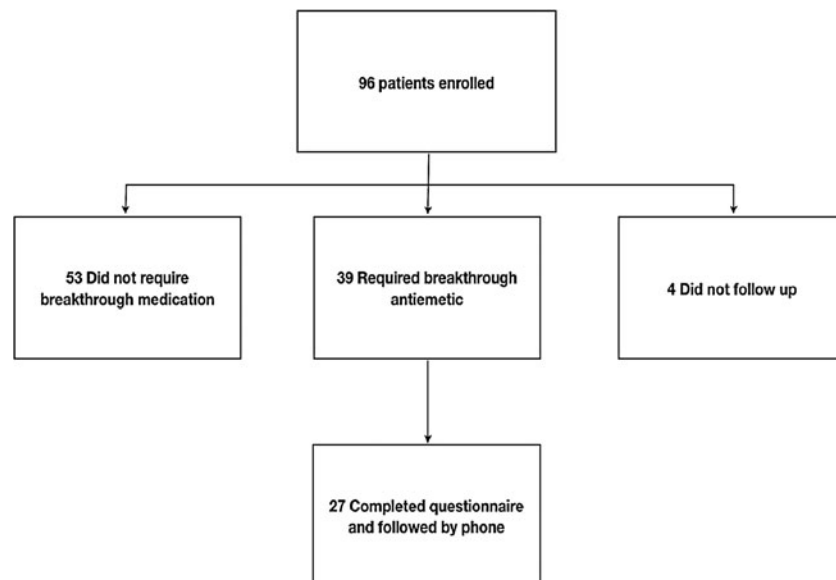 96 patients enrolled
53 Did not require
breakthrough medication
39 Required breakthrough
antiemetic
4 Did not follow up
27 Completed questionnaire
and followed by phone